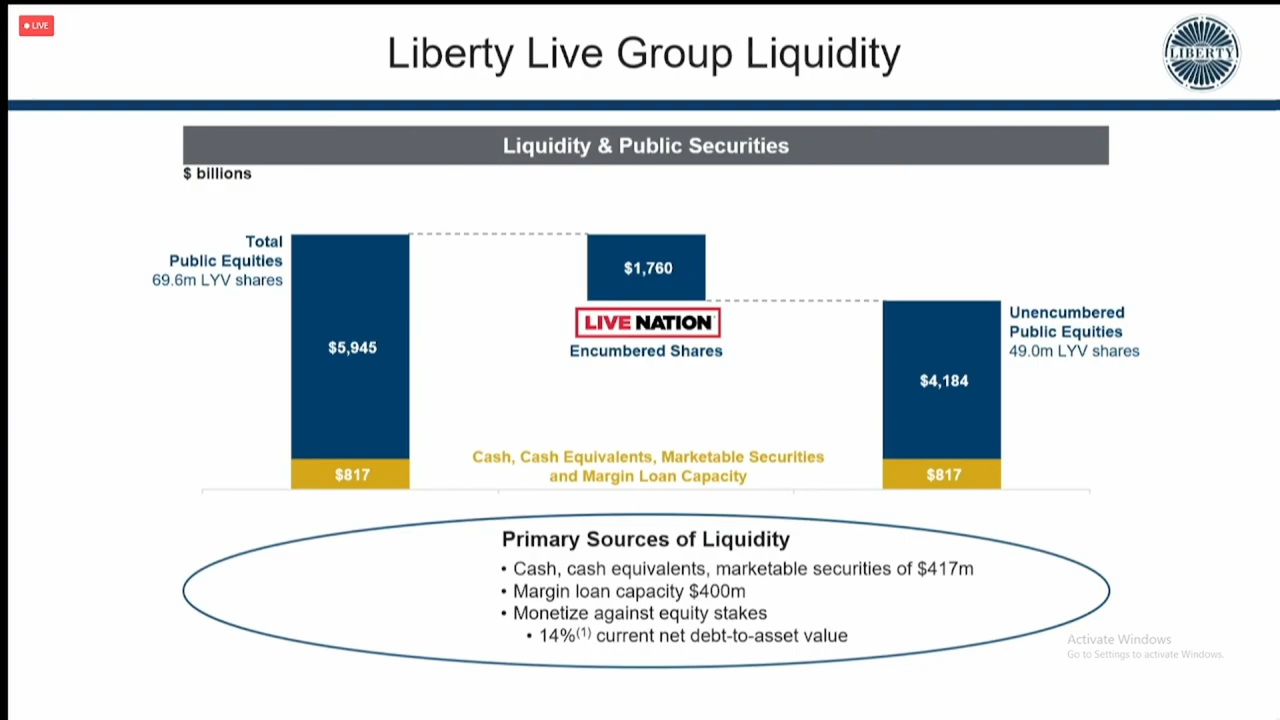 LIVE
Liberty Live Group Liquidity
LIBERTY
Liquidity & Public Securities
$ billions
Total
Public Equities
69.6m LYV shares
$5,945
$817
$1,760
LIVE NATION
Encumbered Shares
Cash, Cash Equivalents, Marketable Securities
and Margin Loan Capacity
$4,184
$817
Unencumbered
Public Equities
49.0m LYV shares
Primary Sources of Liquidity
• Cash, cash equivalents, marketable securities of $417m
• Margin loan capacity $400m
• Monetize against equity stakes
• 14%(1) current net debt-to-asset value
Activate Windows
Go to Settings to activate Windows.